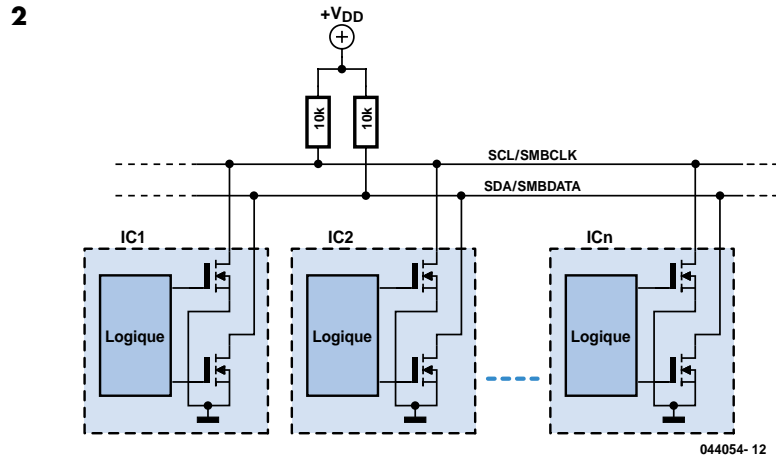 2
+VDD
10k
10k
SCL/SMBCLK
SDA/SMBDATA
IC1
IC2
ICn
Logique
Logique
Logique
044054- 12